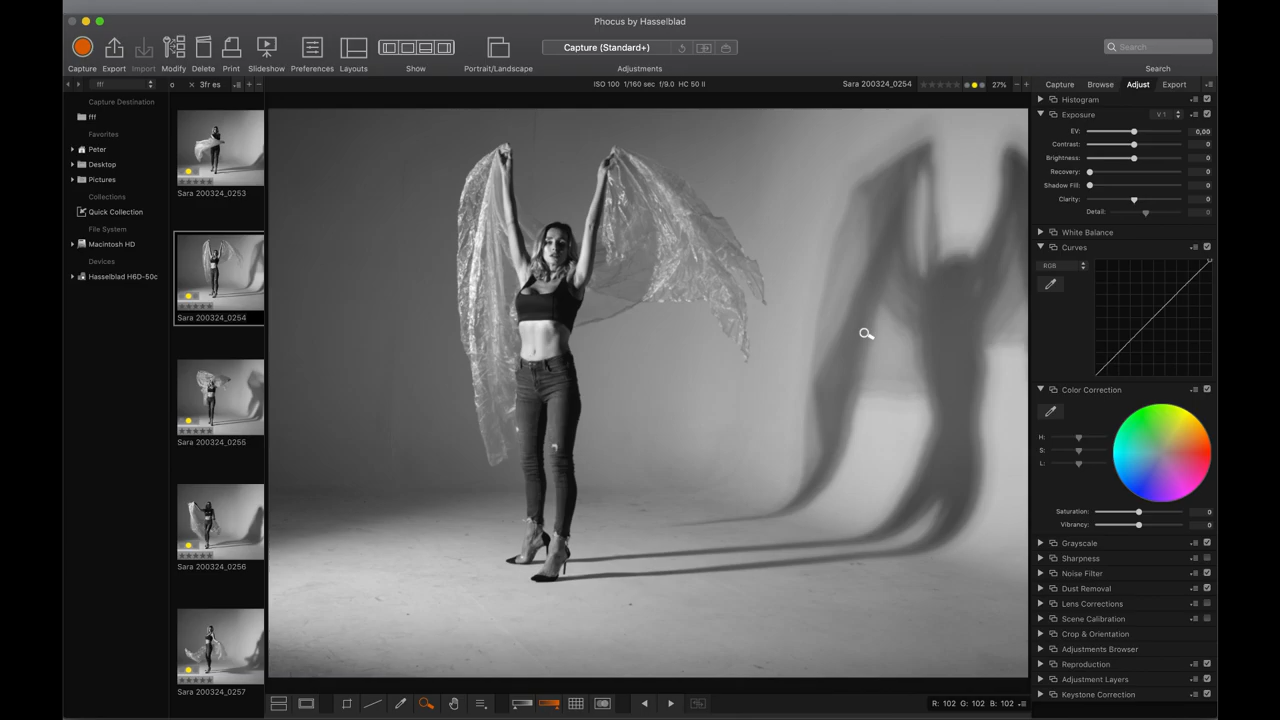 Phocus by Hasselblad
Capture (Standard+)
Search
Capture Export Import Modify Delete Print Slideshow Preferences Layouts Show Portrait/Landscape Adjustments Search
fff o 3fr es ISO 100 1/160 sec f/9.0 HC 50 II Sara 200324_0254 27% Capture Browse Adjust Export
Capture Destination
fff
Favorites
Peter
Desktop
Pictures
Collections
Quick Collection
File System
Macintosh HD
Devices
Hasselblad H6D-50c
Sara 200324_0253
Sara 200324_0254
Sara 200324_0255
Sara 200324_0256
Sara 200324_0257
Histogram
Exposure V 1
EV: 0,00
Contrast: 0
Brightness: 0
Recovery: 0
Shadow Fill: 0
Clarity: 0
Detail: 0
White Balance
Curves
RGB
Color Correction
H:
S:
L:
Saturation: 0
Vibrancy: 0
Grayscale
Sharpness
Noise Filter
Dust Removal
Lens Corrections
Scene Calibration
Crop & Orientation
Adjustments Browser
Reproduction
Adjustment Layers
Keystone Correction
R: 102 G: 102 B: 102